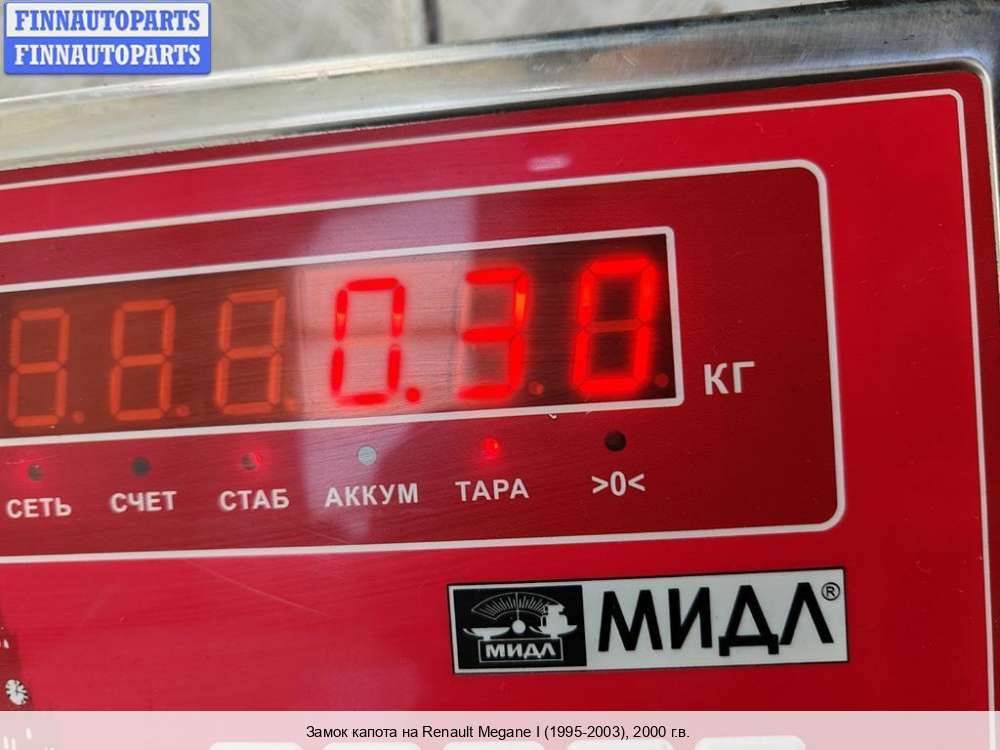 FINNAUTOPARTS
FINNAUTOPARTS
0.30
КГ
СЕТЬ СЧЕТ СТАБ АККУМ ТАРА >0<
МИДЛ МИДЛ®
Замок капота на Renault Megane I (1995-2003), 2000 г.в.